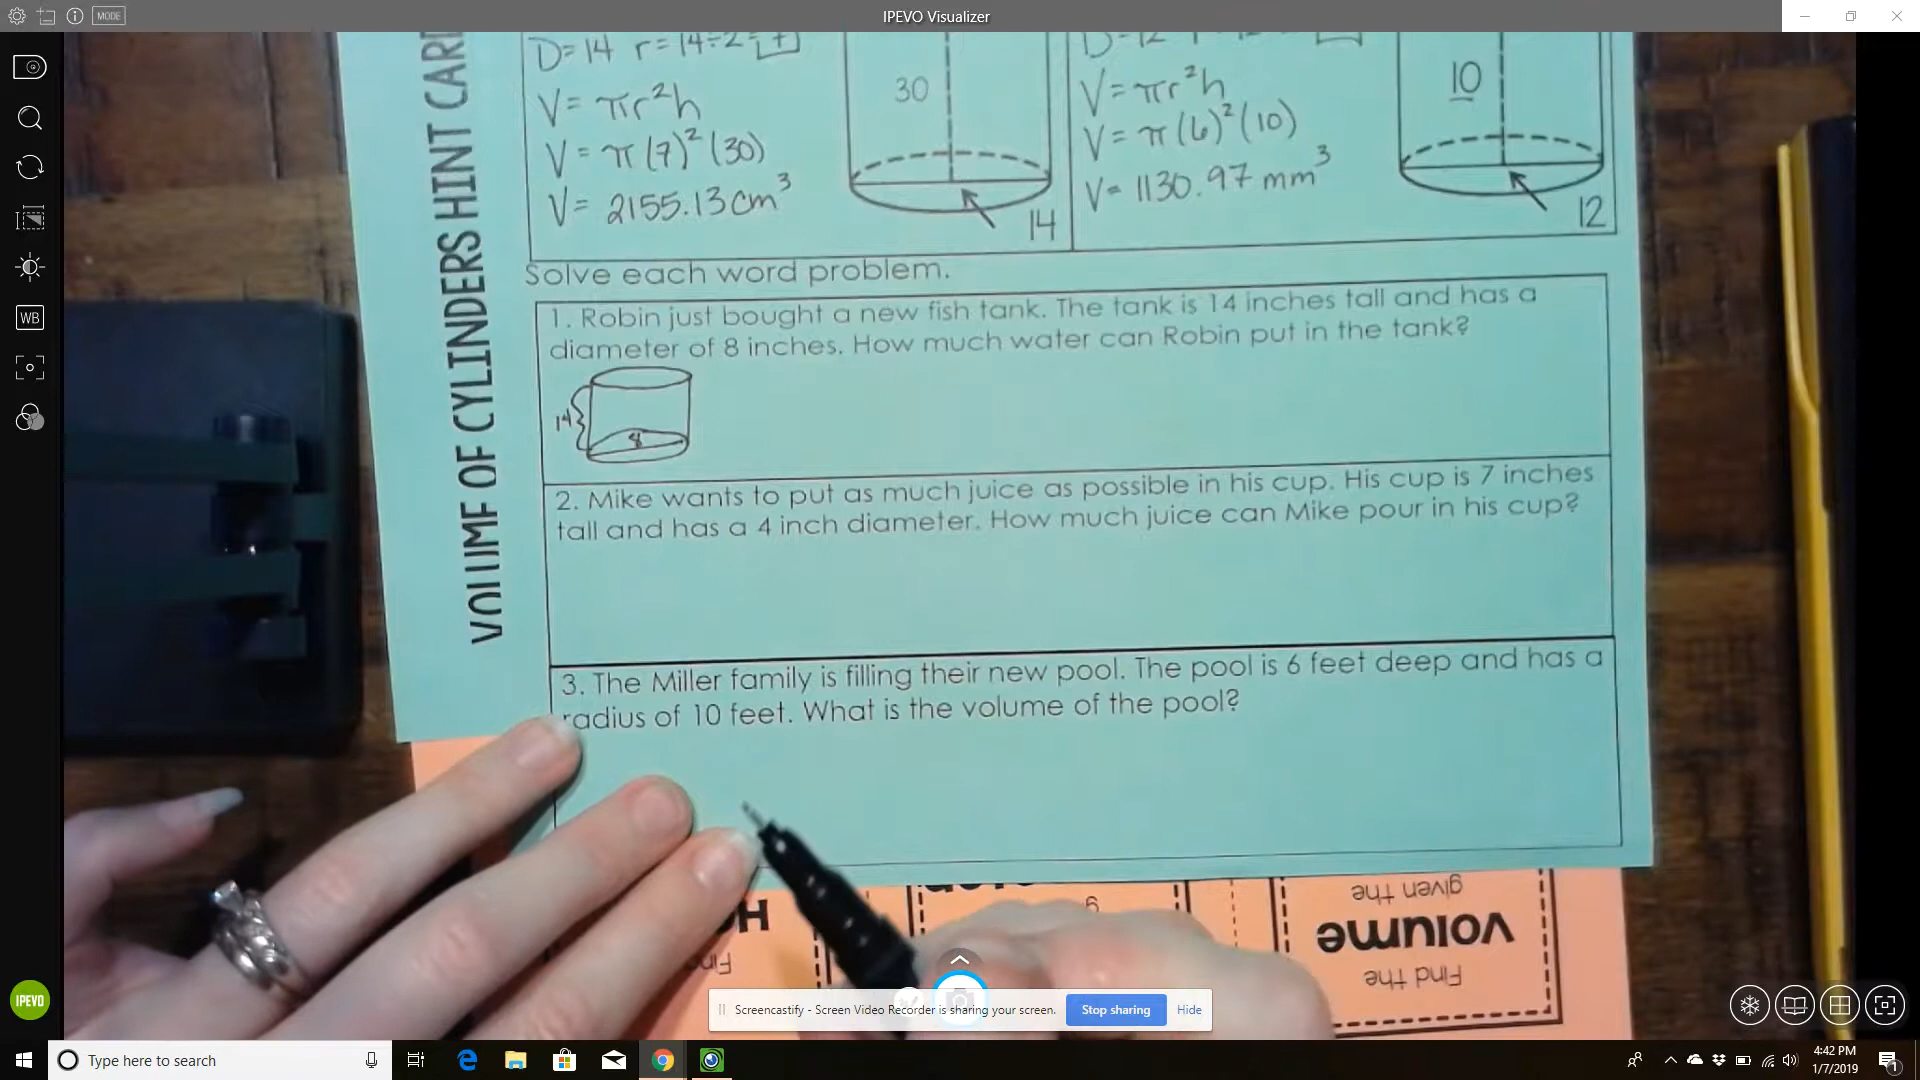 MODE
IPEVO Visualizer
VOLUME OF CYLINDERS HINT CARD
D=14 r=14÷2=7
V=πr²h
V=π(7)²(30)
V= 2155.13cm³
30
14
V=πr²h
V=π(6)²(10)
V= 1130.97mm³
10
12
Solve each word problem.
1. Robin just bought a new fish tank. The tank is 14 inches tall and has a
diameter of 8 inches. How much water can Robin put in the tank?
14
8
2. Mike wants to put as much juice as possible in his cup. His cup is 7 inches
tall and has a 4 inch diameter. How much juice can Mike pour in his cup?
3. The Miller family is filling their new pool. The pool is 6 feet deep and has a
radius of 10 feet. What is the volume of the pool?
given the
volume
Find the
WB
IPEVO
Screencastify - Screen Video Recorder is sharing your screen.
Stop sharing
Hide
Type here to search
4:42 PM
1/7/2019
1